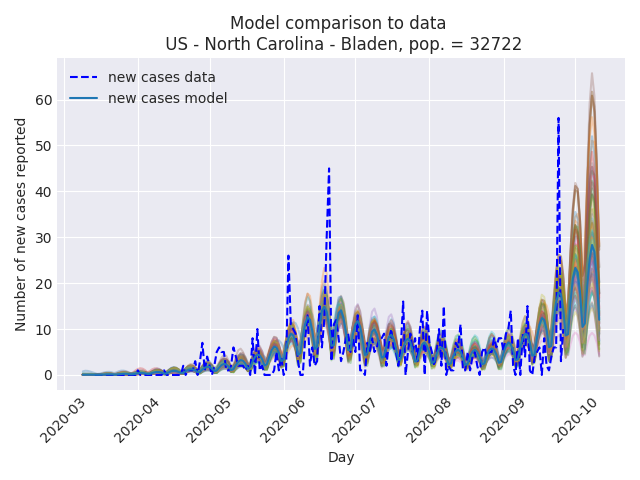 Model comparison to data
US - North Carolina - Bladen, pop. = 32722
new cases data
new cases model
Number of new cases reported
60
50
40
30
20
10
0
2020-03
2020-04
2020-05
2020-06
2020-07
2020-08
2020-09
2020-10
Day